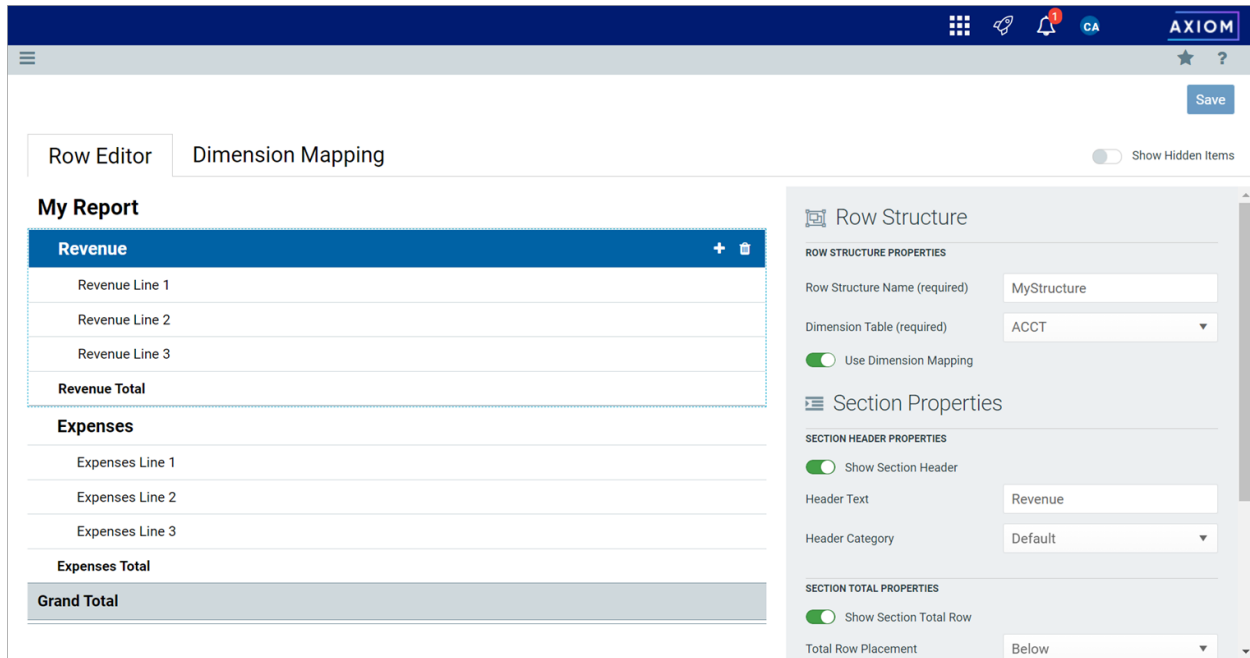 1
CA
AXIOM
?
Save
Row Editor
Dimension Mapping
Show Hidden Items
My Report
Revenue
Revenue Line 1
Revenue Line 2
Revenue Line 3
Revenue Total
Expenses
Expenses Line 1
Expenses Line 2
Expenses Line 3
Expenses Total
Grand Total
Row Structure
ROW STRUCTURE PROPERTIES
Row Structure Name (required) MyStructure
Dimension Table (required) ACCT
Use Dimension Mapping
Section Properties
SECTION HEADER PROPERTIES
Show Section Header
Header Text Revenue
Header Category Default
SECTION TOTAL PROPERTIES
Show Section Total Row
Total Row Placement Below